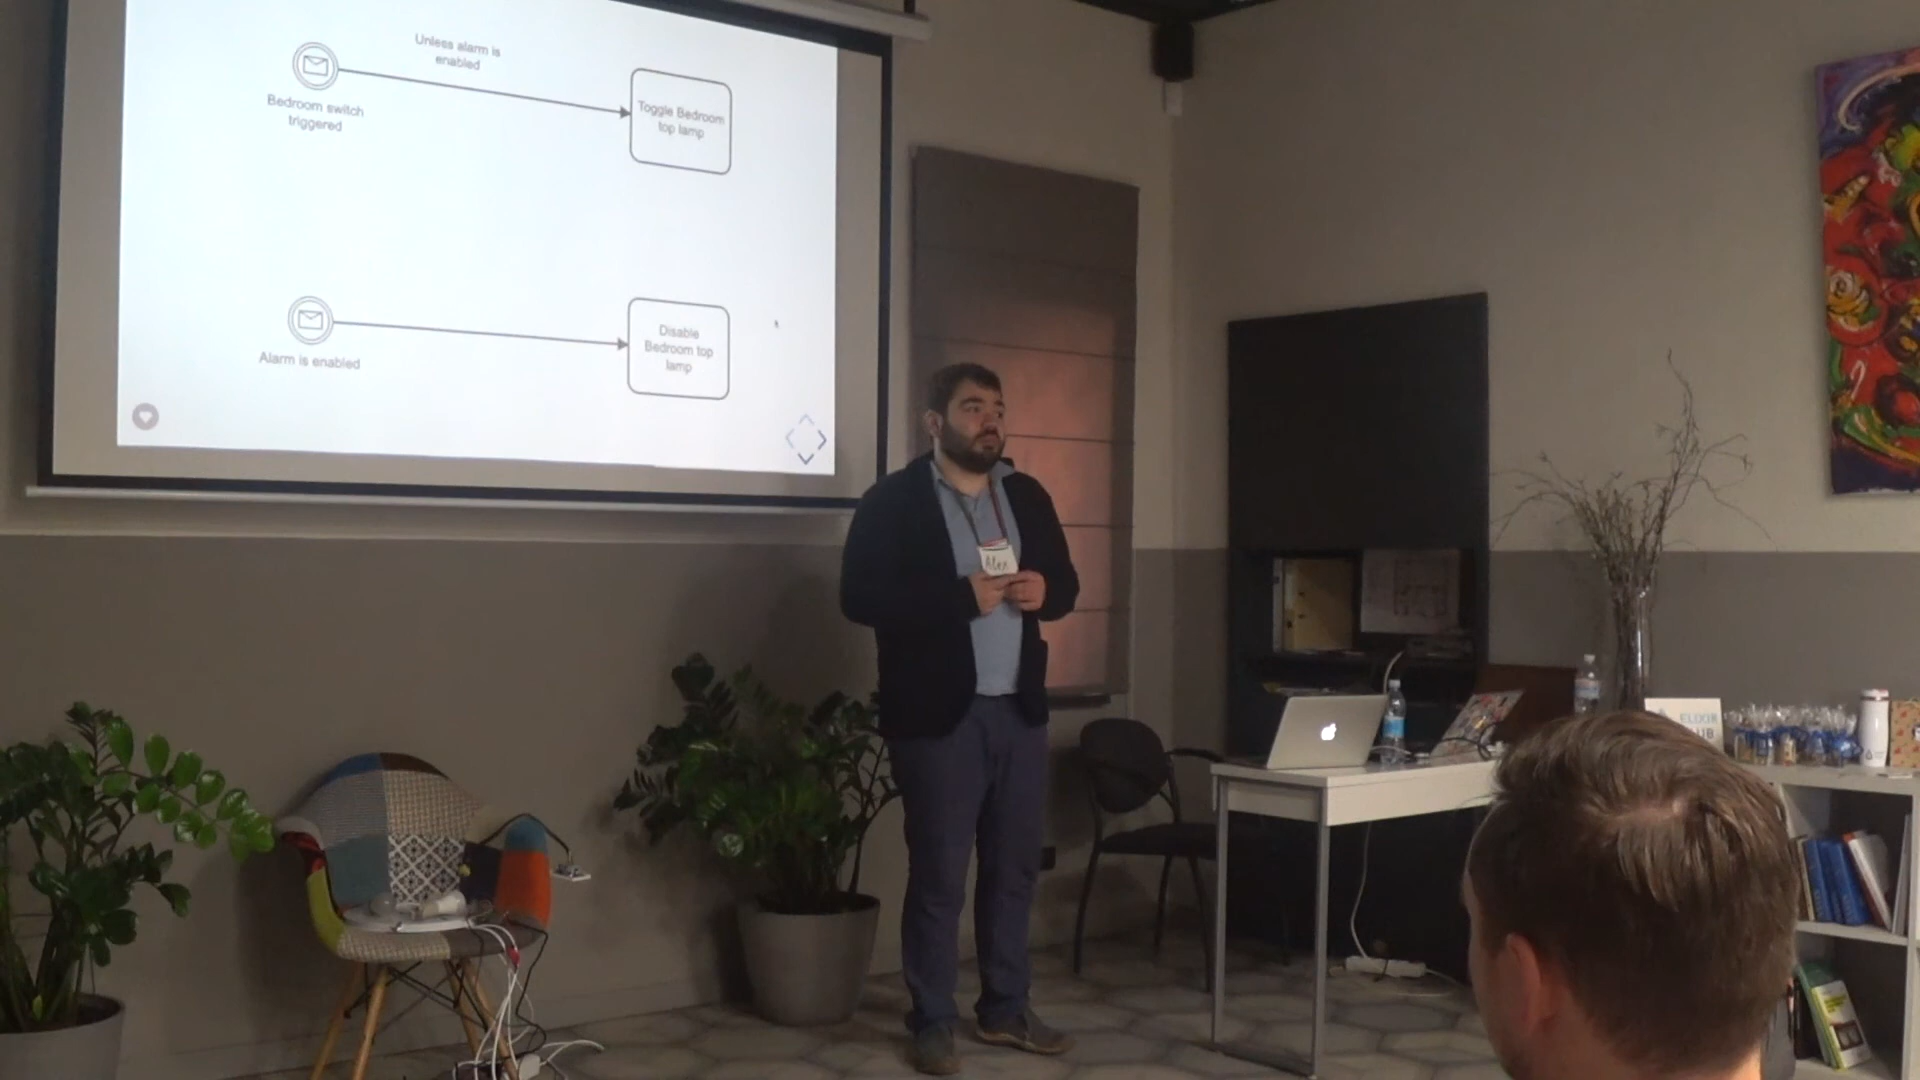 Unless alarm is
enabled
Bedroom switch
triggered
Toggle Bedroom
top lamp
Alarm is enabled
Disable
Bedroom top
lamp
Alex
ELIXIR